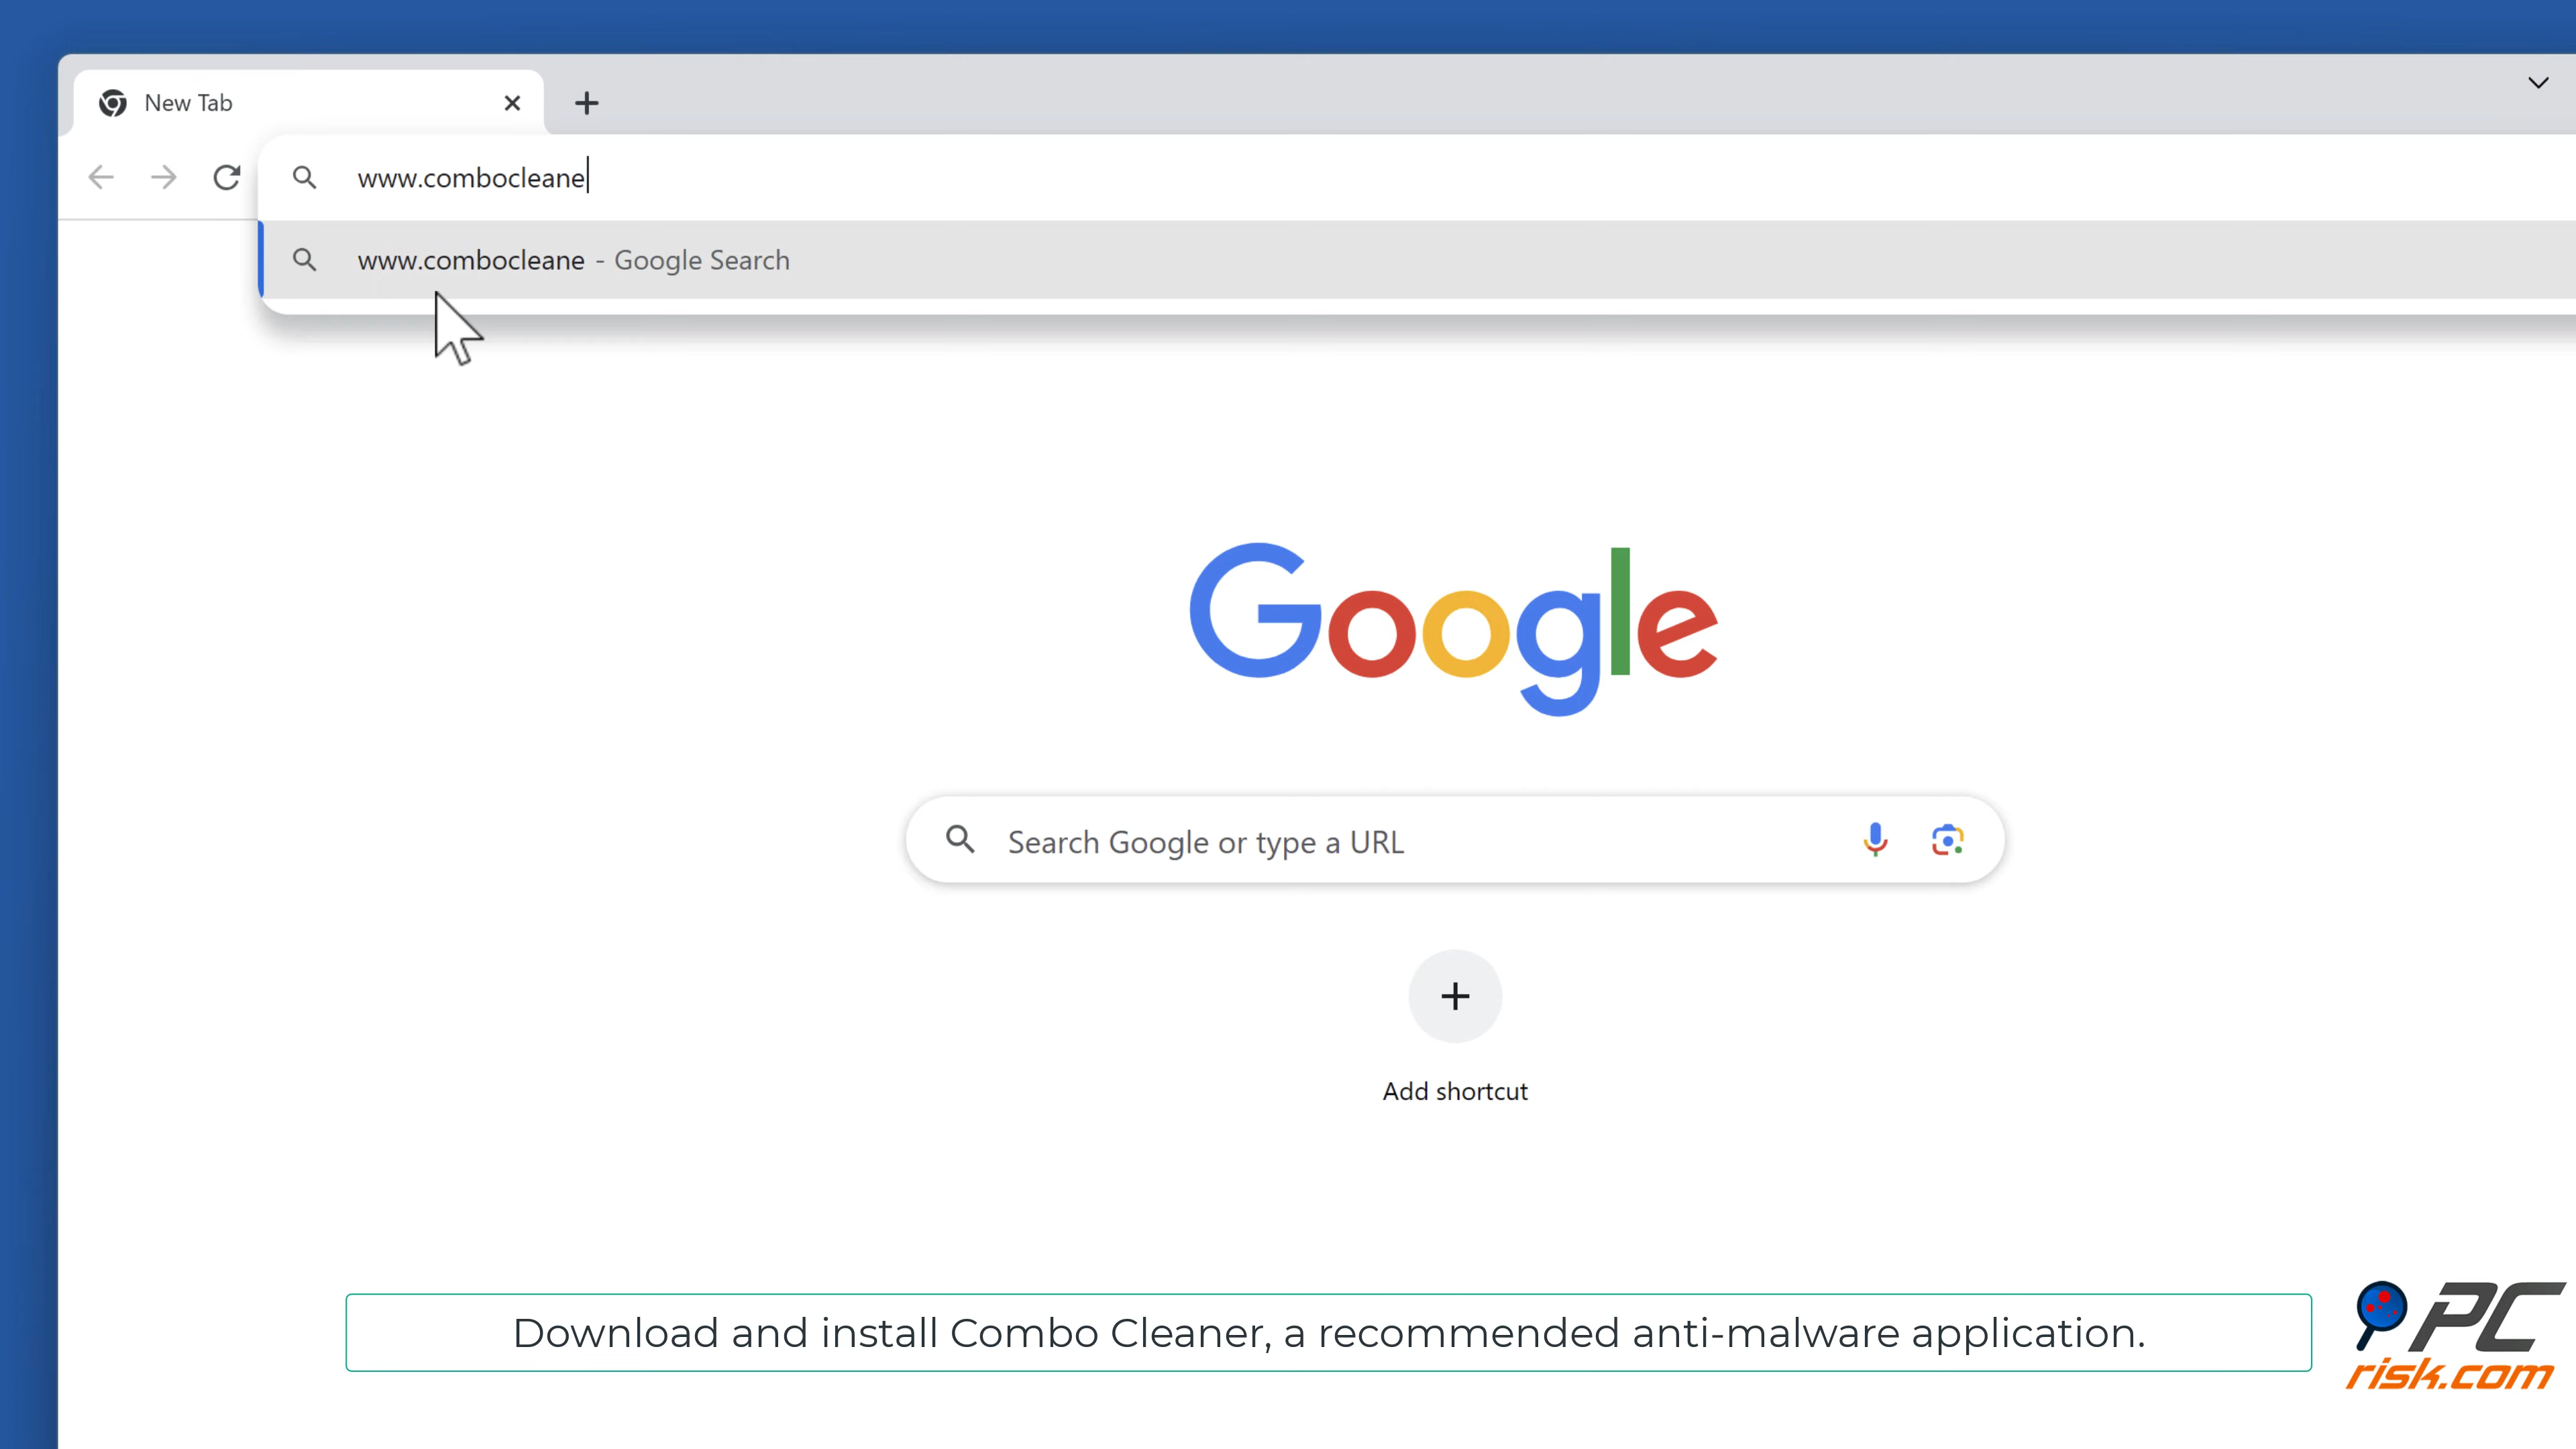 New Tab
www.combocleane
www.combocleane - Google Search
Google
Search Google or type a URL
Add shortcut
Download and install Combo Cleaner, a recommended anti-malware application.
PC
risk.com